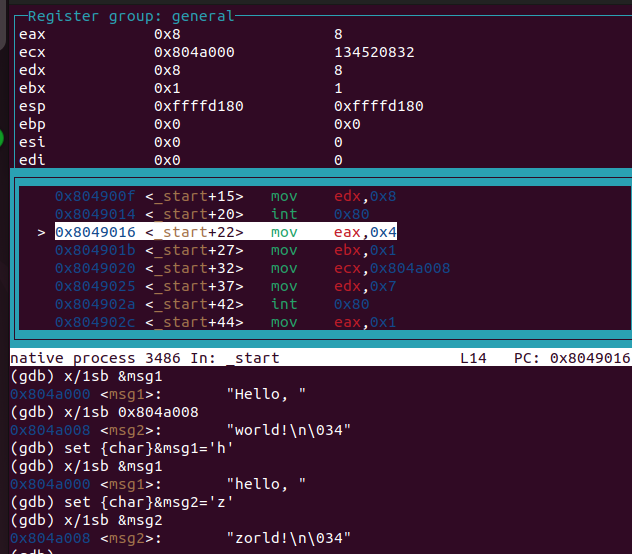 Register group: general
eax 0x8 8
ecx 0x804a000 134520832
edx 0x8 8
ebx 0x1 1
esp 0xffffd180 0xffffd180
ebp 0x0 0x0
esi 0x0 0
edi 0x0 0
0x804900f <_start+15> mov edx,0x8
0x8049014 <_start+20> int 0x80
> 0x8049016 <_start+22> mov eax,0x4
0x804901b <_start+27> mov ebx,0x1
0x8049020 <_start+32> mov ecx,0x804a008
0x8049025 <_start+37> mov edx,0x7
0x804902a <_start+42> int 0x80
0x804902c <_start+44> mov eax,0x1
native process 3486 In: _start L14 PC: 0x8049016
(gdb) x/1sb &msg1
0x804a000 <msg1>: "Hello, "
(gdb) x/1sb 0x804a008
0x804a008 <msg2>: "world!\n\034"
(gdb) set {char}&msg1='h'
(gdb) x/1sb &msg1
0x804a000 <msg1>: "hello, "
(gdb) set {char}&msg2='z'
(gdb) x/1sb &msg2
0x804a008 <msg2>: "zorld!\n\034"
(gdb)